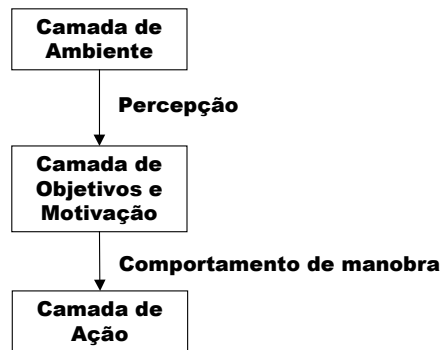 Camada de
Ambiente
Percepção
Camada de
Objetivos e
Motivação
Comportamento de manobra
Camada de
Ação